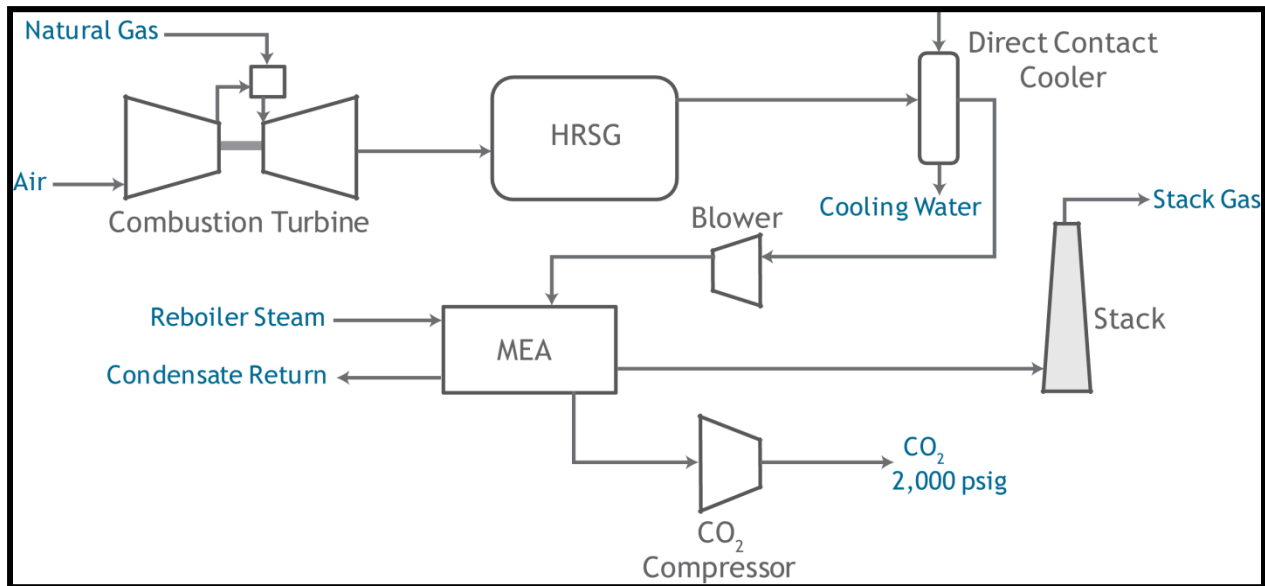 Natural Gas
Direct Contact
Cooler
HRSG
Air
Combustion Turbine
Cooling Water
Stack Gas
Blower
Reboiler Steam
MEA
Stack
Condensate Return
CO₂
2,000 psig
CO₂
Compressor